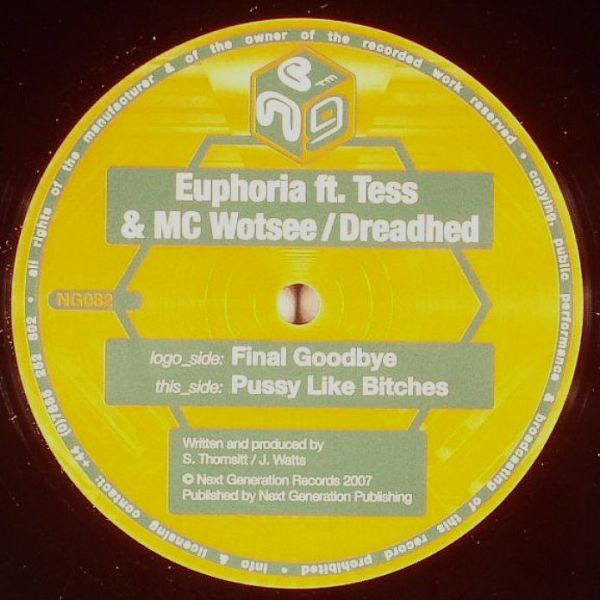 all rights of the manufacturer & of the owner of the recorded work reserved • copying, public performance & broadcasting of this record prohibited • info & licensing contact: +44 (0)7685 262 802 •
Euphoria ft. Tess
& MC Wotsee / Dreadhed
NG082
logo_side: Final Goodbye
this_side: Pussy Like Bitches
Written and produced by
S. Thomsitt / J. Watts
© Next Generation Records 2007
Published by Next Generation Publishing